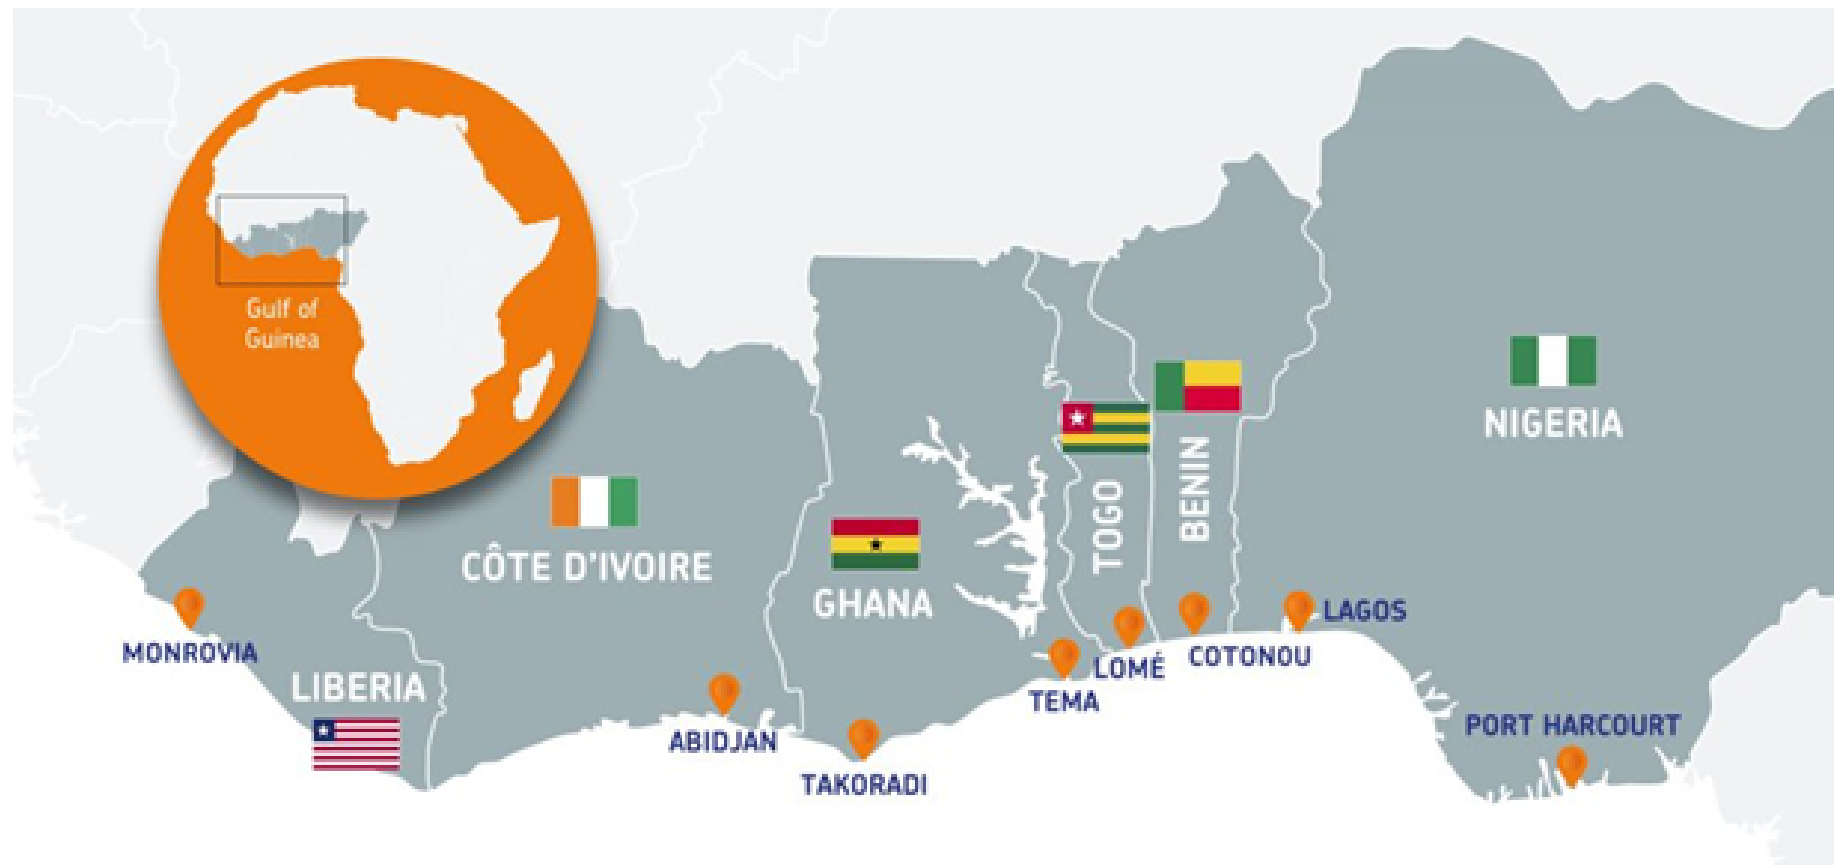 Gulf of
Guinea
NIGERIA
CÔTE D'IVOIRE
TOGO
BENIN
GHANA
LAGOS
MONROVIA
LIBERIA
LOMÉ
COTONOU
TEMA
ABIDJAN
TAKORADI
PORT HARCOURT